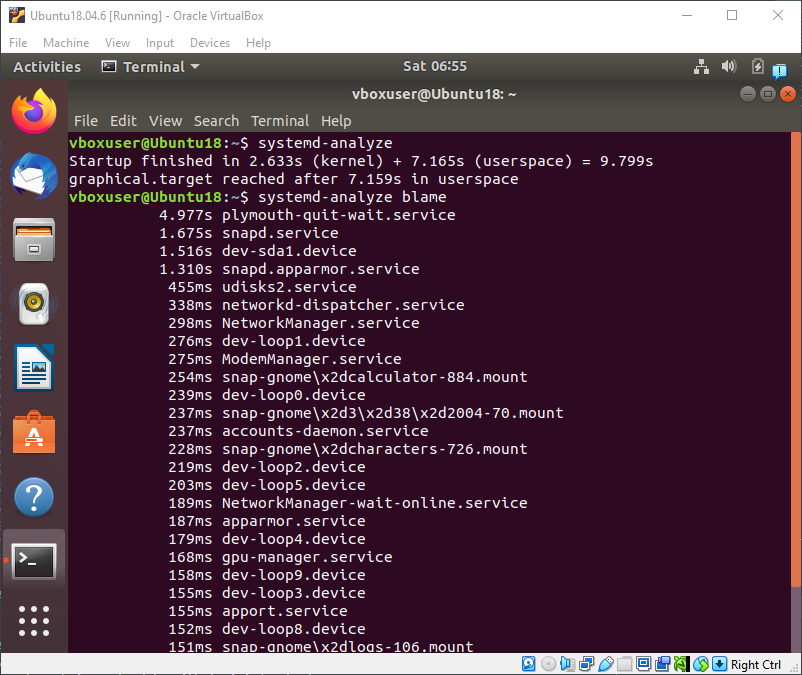 Ubuntu18.04.6 [Running] - Oracle VirtualBox
File Machine View Input Devices Help
Activities Terminal Sat 06:55
vboxuser@Ubuntu18: ~
File Edit View Search Terminal Help
vboxuser@Ubuntu18:~$ systemd-analyze
Startup finished in 2.633s (kernel) + 7.165s (userspace) = 9.799s
graphical.target reached after 7.159s in userspace
vboxuser@Ubuntu18:~$ systemd-analyze blame
4.977s plymouth-quit-wait.service
1.675s snapd.service
1.516s dev-sda1.device
1.310s snapd.apparmor.service
455ms udisks2.service
338ms networkd-dispatcher.service
298ms NetworkManager.service
276ms dev-loop1.device
275ms ModemManager.service
254ms snap-gnome\x2dcalculator-884.mount
239ms dev-loop0.device
237ms snap-gnome\x2d3\x2d38\x2d2004-70.mount
237ms accounts-daemon.service
228ms snap-gnome\x2dcharacters-726.mount
219ms dev-loop2.device
203ms dev-loop5.device
189ms NetworkManager-wait-online.service
187ms apparmor.service
179ms dev-loop4.device
168ms gpu-manager.service
158ms dev-loop9.device
155ms dev-loop3.device
155ms apport.service
152ms dev-loop8.device
151ms snap-gnome\x2dlogs-106.mount
Right Ctrl